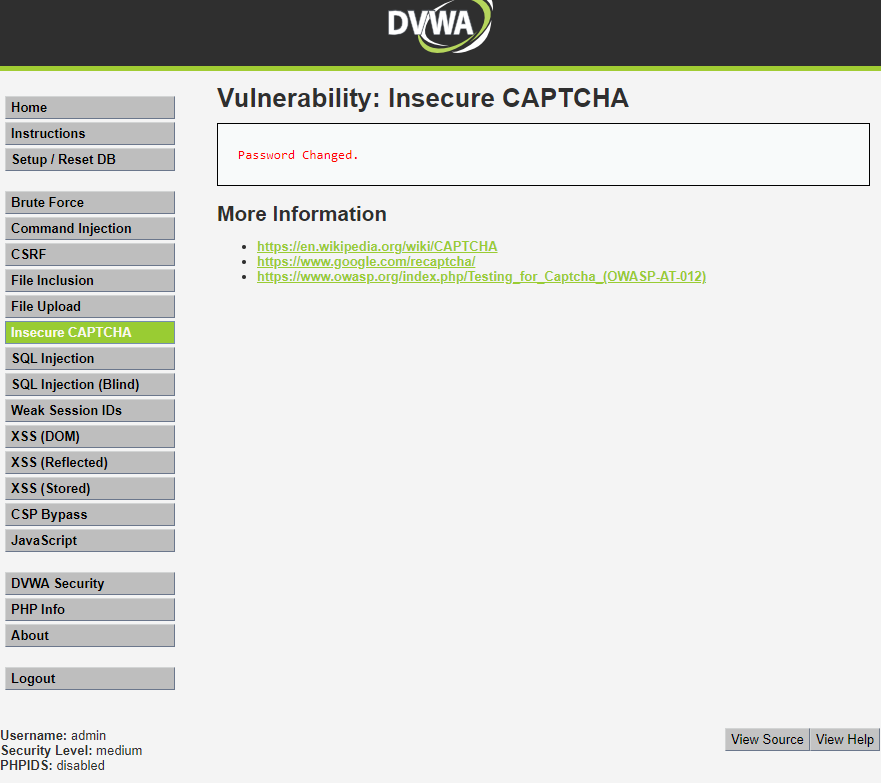 DVWA
Vulnerability: Insecure CAPTCHA
Home
Instructions
Setup / Reset DB
Brute Force
Command Injection
CSRF
File Inclusion
File Upload
Insecure CAPTCHA
SQL Injection
SQL Injection (Blind)
Weak Session IDs
XSS (DOM)
XSS (Reflected)
XSS (Stored)
CSP Bypass
JavaScript
DVWA Security
PHP Info
About
Logout
Password Changed.
More Information
https://en.wikipedia.org/wiki/CAPTCHA
https://www.google.com/recaptcha/
https://www.owasp.org/index.php/Testing_for_Captcha_(OWASP-AT-012)
Username: admin
Security Level: medium
PHPIDS: disabled
View Source View Help